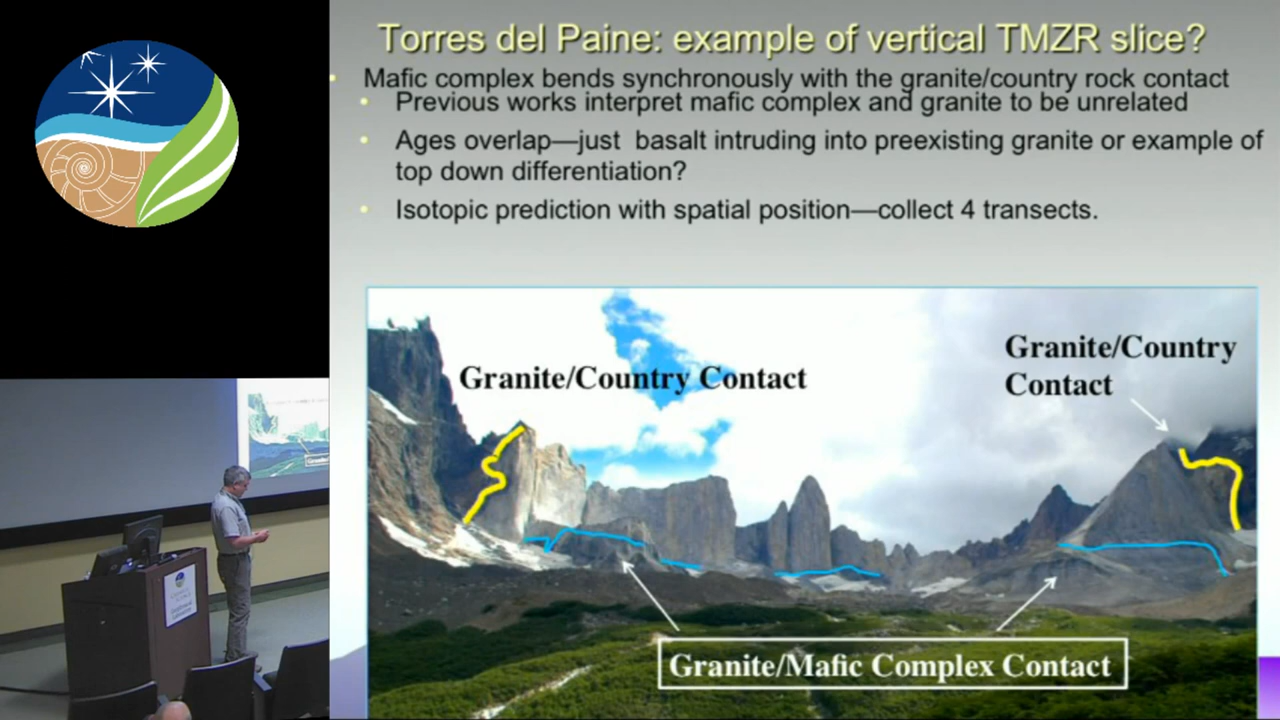 Torres del Paine: example of vertical TMZR slice?
Mafic complex bends synchronously with the granite/country rock contact
Previous works interpret mafic complex and granite to be unrelated
Ages overlap—just basalt intruding into preexisting granite or example of
top down differentiation?
Isotopic prediction with spatial position—collect 4 transects.
Granite/Country Contact
Granite/Country
Contact
Granite/Mafic Complex Contact